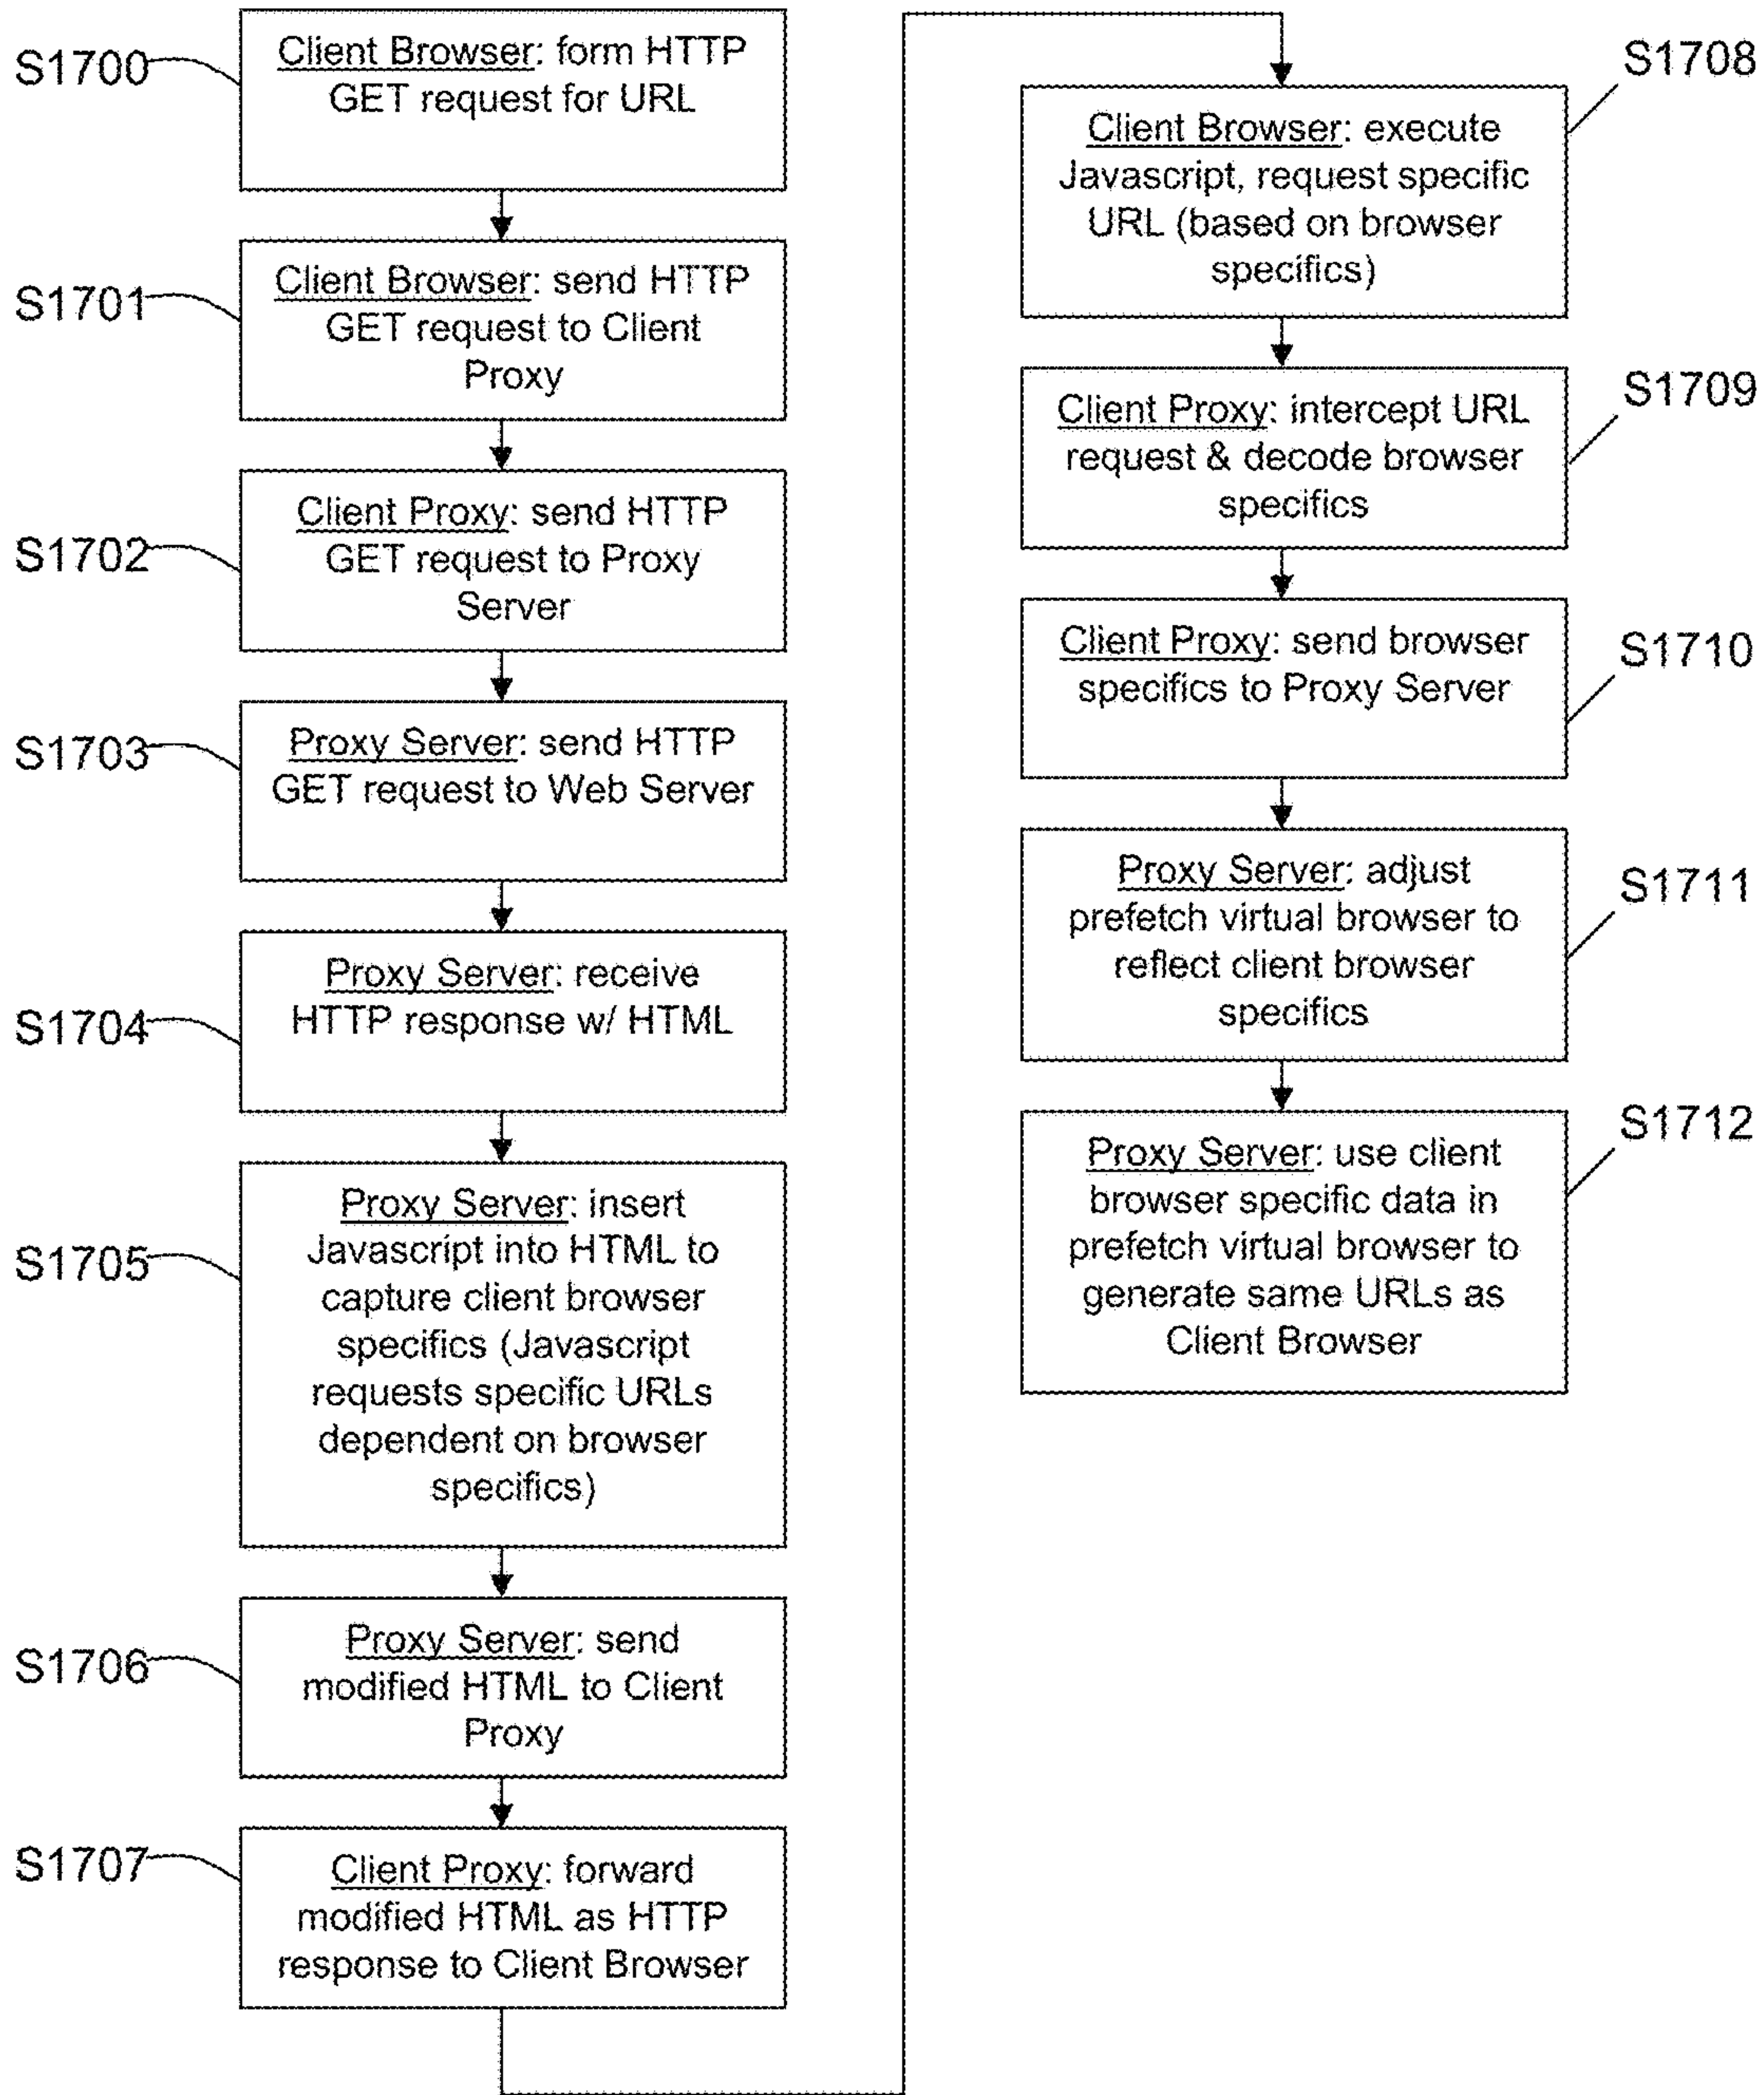 S1700
Client Browser: form HTTP
GET request for URL
S1701
Client Browser: send HTTP
GET request to Client
Proxy
S1702
Client Proxy: send HTTP
GET request to Proxy
Server
S1703
Proxy Server: send HTTP
GET request to Web Server
S1704
Proxy Server: receive
HTTP response w/ HTML
S1705
Proxy Server: insert
Javascript into HTML to
capture client browser
specifics (Javascript
requests specific URLs
dependent on browser
specifics)
S1706
Proxy Server: send
modified HTML to Client
Proxy
S1707
Client Proxy: forward
modified HTML as HTTP
response to Client Browser
S1708
Client Browser: execute
Javascript, request specific
URL (based on browser
specifics)
S1709
Client Proxy: intercept URL
request & decode browser
specifics
S1710
Client Proxy: send browser
specifics to Proxy Server
S1711
Proxy Server: adjust
prefetch virtual browser to
reflect client browser
specifics
S1712
Proxy Server: use client
browser specific data in
prefetch virtual browser to
generate same URLs as
Client Browser